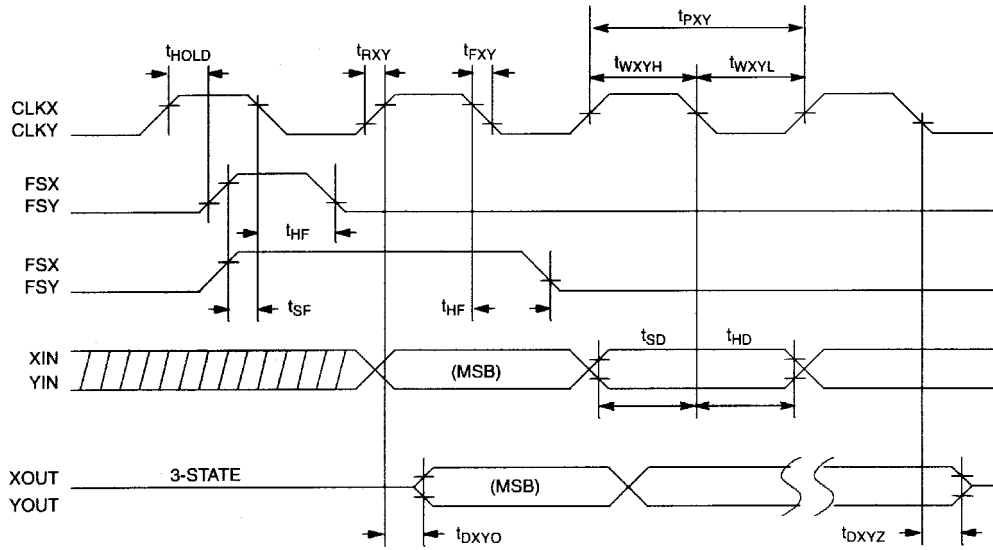 tPXY
tHOLD
tRXY
tFXY
tWXYH
tWXYL
CLKX
CLKY
FSX
FSY
tHF
FSX
FSY
tSF
tHF
XIN
YIN
(MSB)
tSD
tHD
XOUT
YOUT
3-STATE
(MSB)
tDXYO
tDXYZ